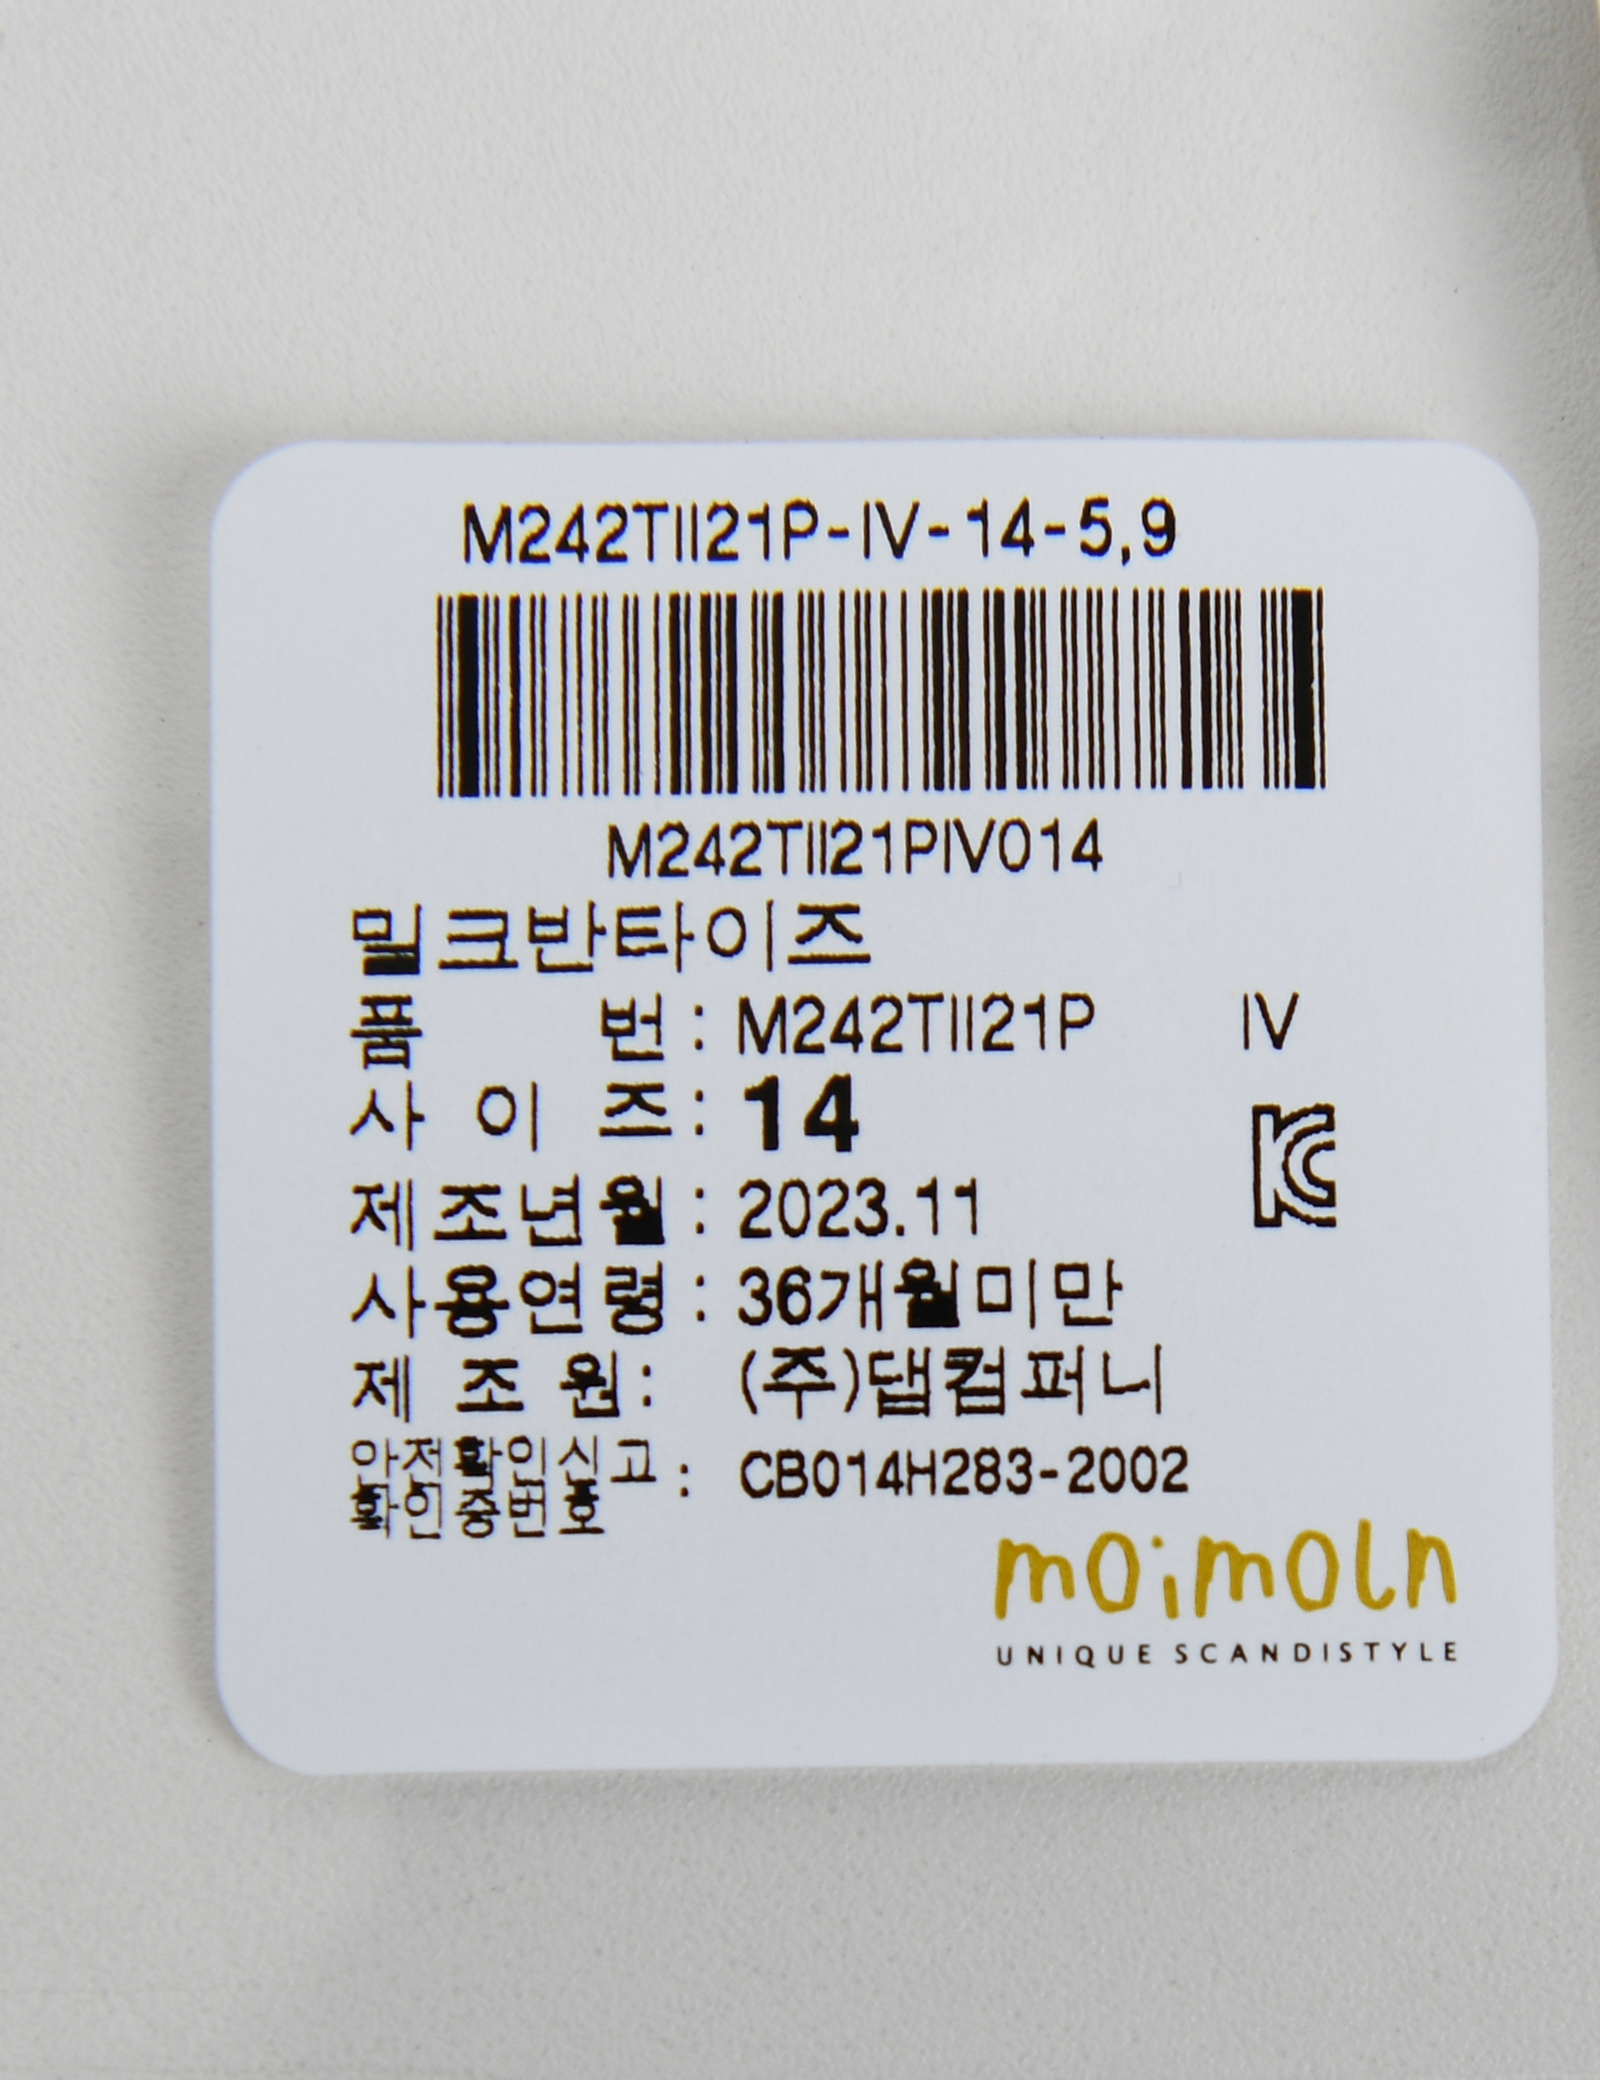 M242TII21P-IV-14-5,9
M242TII21PIV014
밀크반타이즈
품 번 : M242TII21P IV
사 이 즈 : 14
제조년월 : 2023.11
사용연령 : 36개월미만
제 조 원 : (주)댑컴퍼니
안전확인신고 : CB014H283-2002
확인증번호
moimoln
UNIQUE SCANDISTYLE